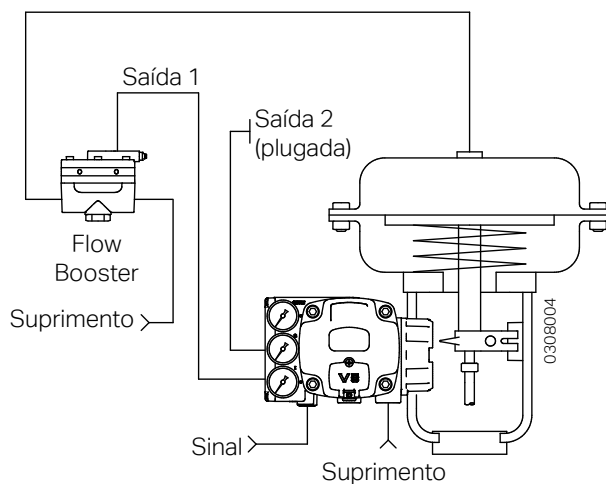 Saída 1
Saída 2
(plugada)
Flow
Booster
Suprimento
V5
0308004
Sinal
Suprimento